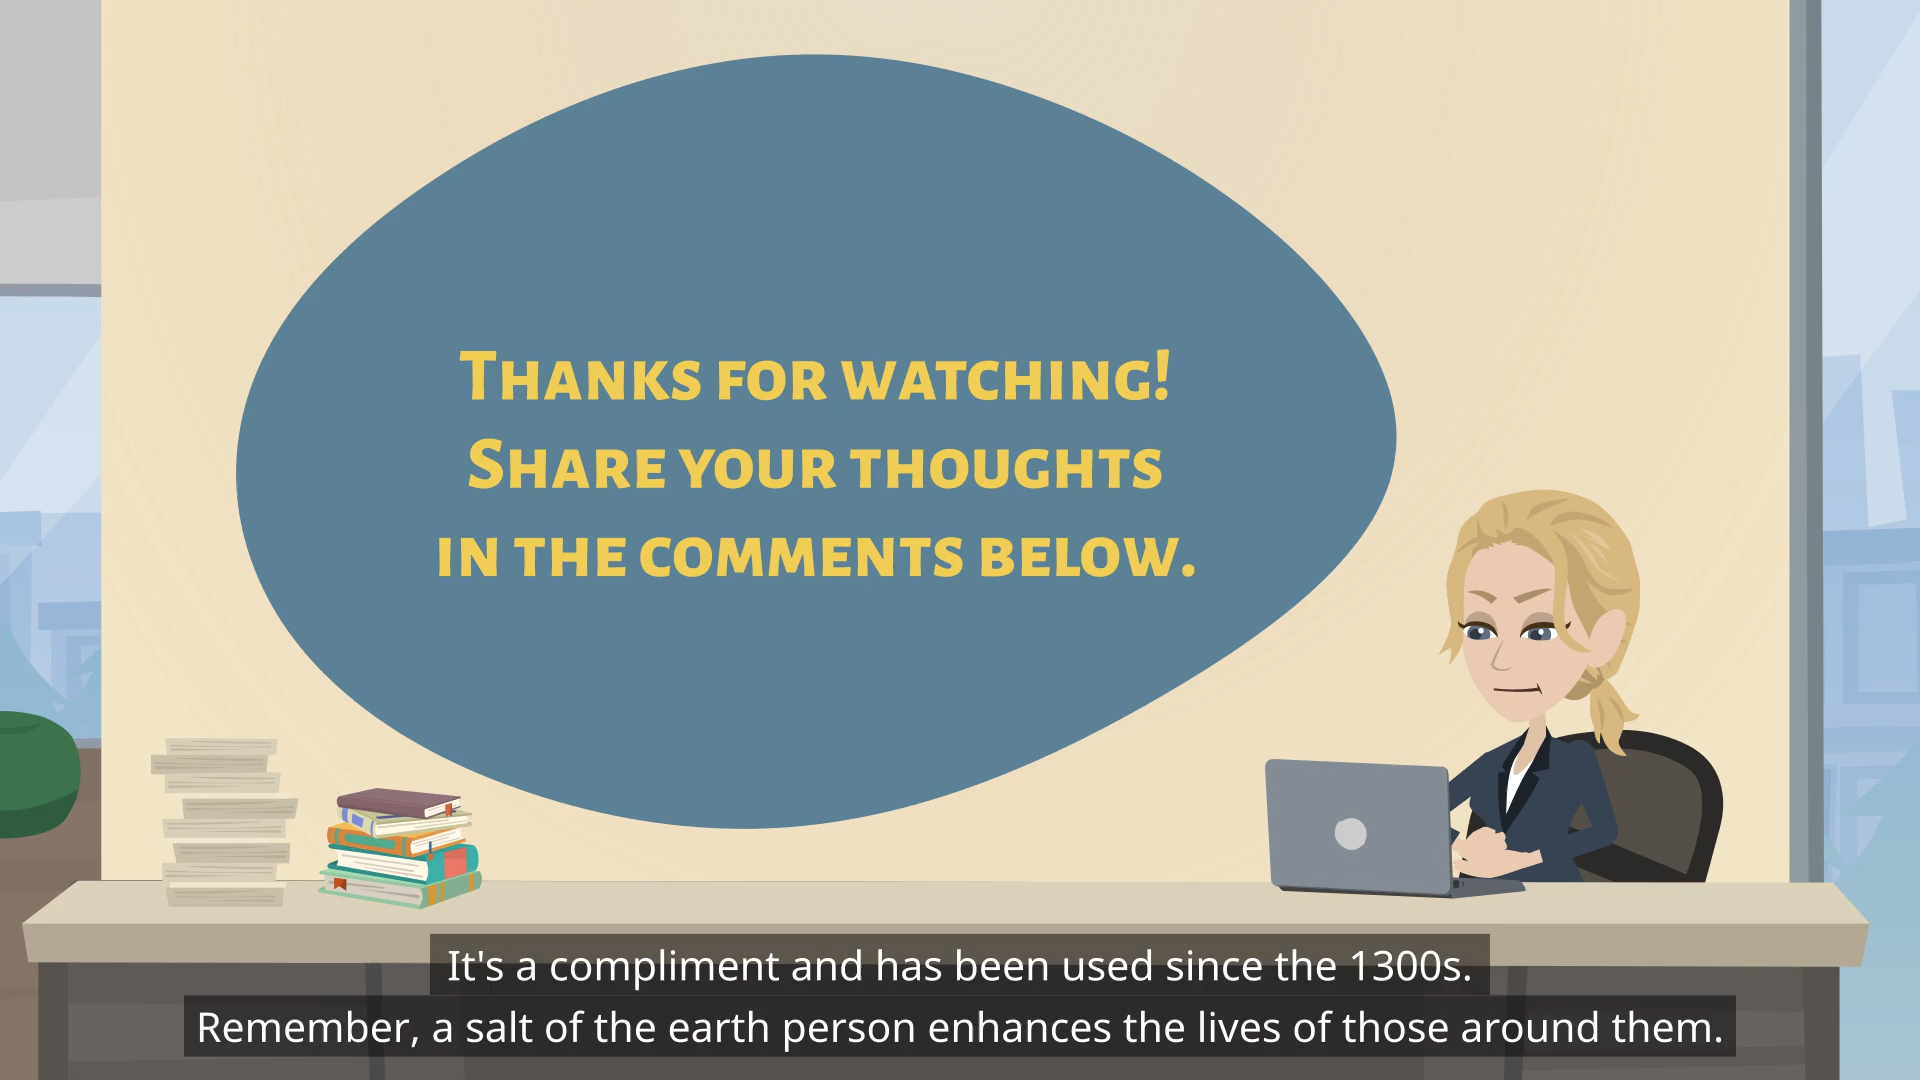 Thanks for watching!
Share your thoughts
in the comments below.
It's a compliment and has been used since the 1300s.
Remember, a salt of the earth person enhances the lives of those around them.